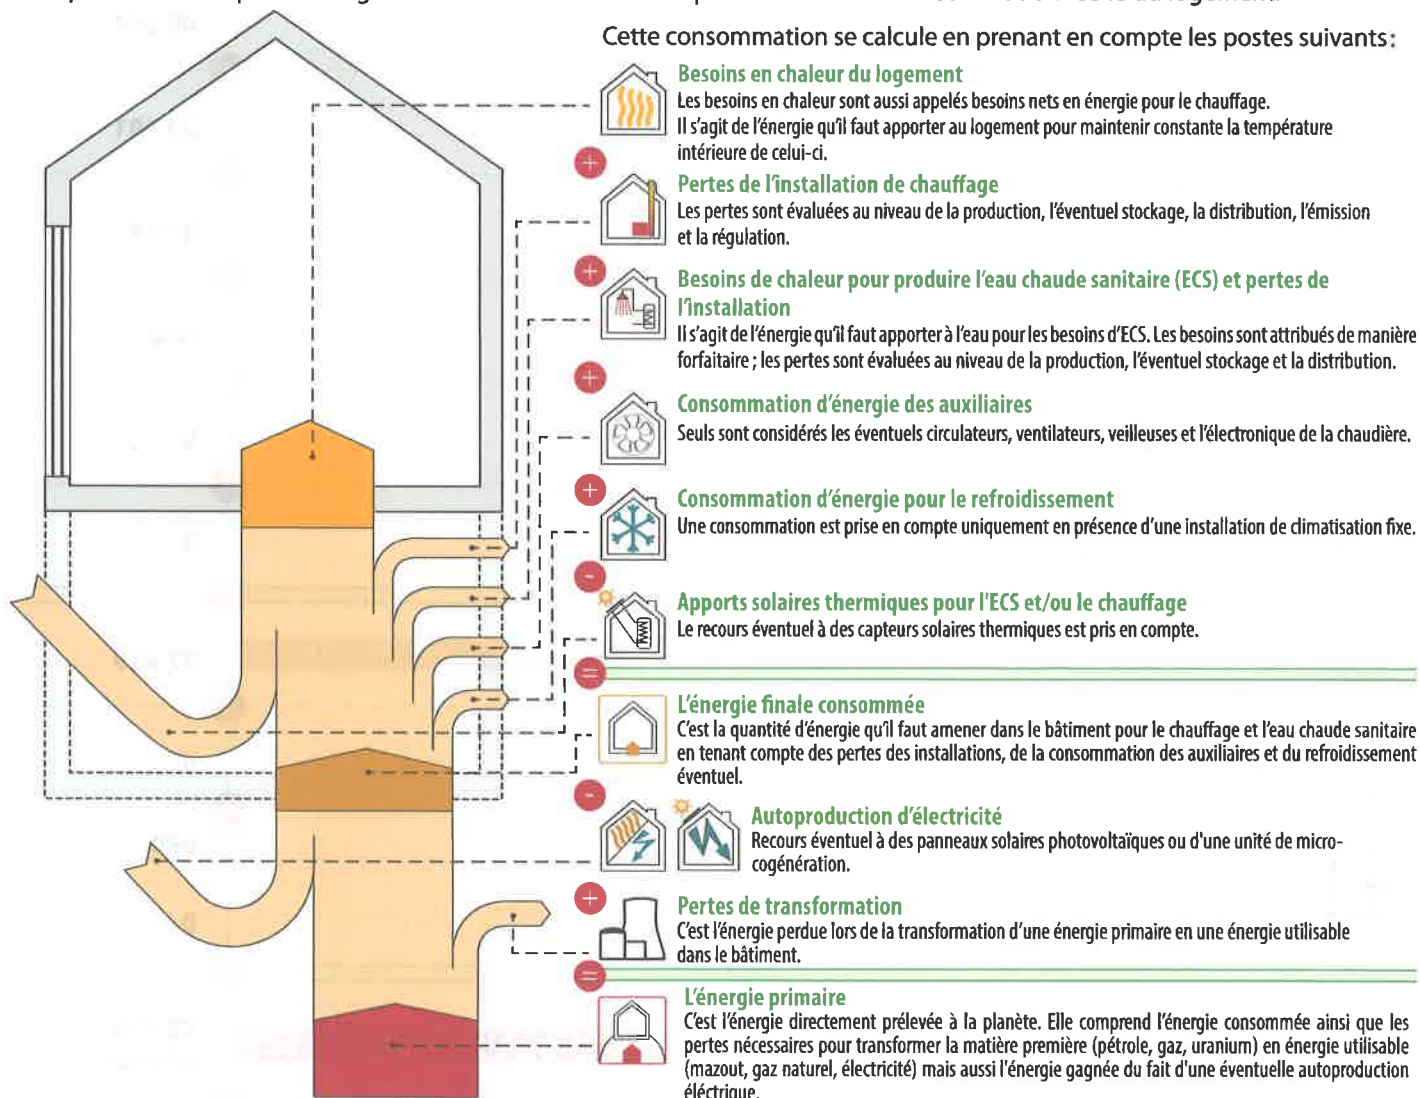 Cette consommation se calcule en prenant en compte les postes suivants:
Besoins en chaleur du logement
Les besoins en chaleur sont aussi appelés besoins nets en énergie pour le chauffage.
Il s'agit de l'énergie qu'il faut apporter au logement pour maintenir constante la température
intérieure de celui-ci.
+
Pertes de l'installation de chauffage
Les pertes sont évaluées au niveau de la production, l'éventuel stockage, la distribution, l'émission
et la régulation.
+
Besoins de chaleur pour produire l'eau chaude sanitaire (ECS) et pertes de
l'installation
Il s'agit de l'énergie qu'il faut apporter à l'eau pour les besoins d'ECS. Les besoins sont attribués de manière
forfaitaire ; les pertes sont évaluées au niveau de la production, l'éventuel stockage et la distribution.
+
Consommation d'énergie des auxiliaires
Seuls sont considérés les éventuels circulateurs, ventilateurs, veilleuses et l'électronique de la chaudière.
+
Consommation d'énergie pour le refroidissement
Une consommation est prise en compte uniquement en présence d'une installation de climatisation fixe.
-
Apports solaires thermiques pour l'ECS et/ou le chauffage
Le recours éventuel à des capteurs solaires thermiques est pris en compte.
=
L'énergie finale consommée
C'est la quantité d'énergie qu'il faut amener dans le bâtiment pour le chauffage et l'eau chaude sanitaire
en tenant compte des pertes des installations, de la consommation des auxiliaires et du refroidissement
éventuel.
-
Autoproduction d'électricité
Recours éventuel à des panneaux solaires photovoltaïques ou d'une unité de micro-
cogénération.
+
Pertes de transformation
C'est l'énergie perdue lors de la transformation d'une énergie primaire en une énergie utilisable
dans le bâtiment.
=
L'énergie primaire
C'est l'énergie directement prélevée à la planète. Elle comprend l'énergie consommée ainsi que les
pertes nécessaires pour transformer la matière première (pétrole, gaz, uranium) en énergie utilisable
(mazout, gaz naturel, électricité) mais aussi l'énergie gagnée du fait d'une éventuelle autoproduction
éléctrique.